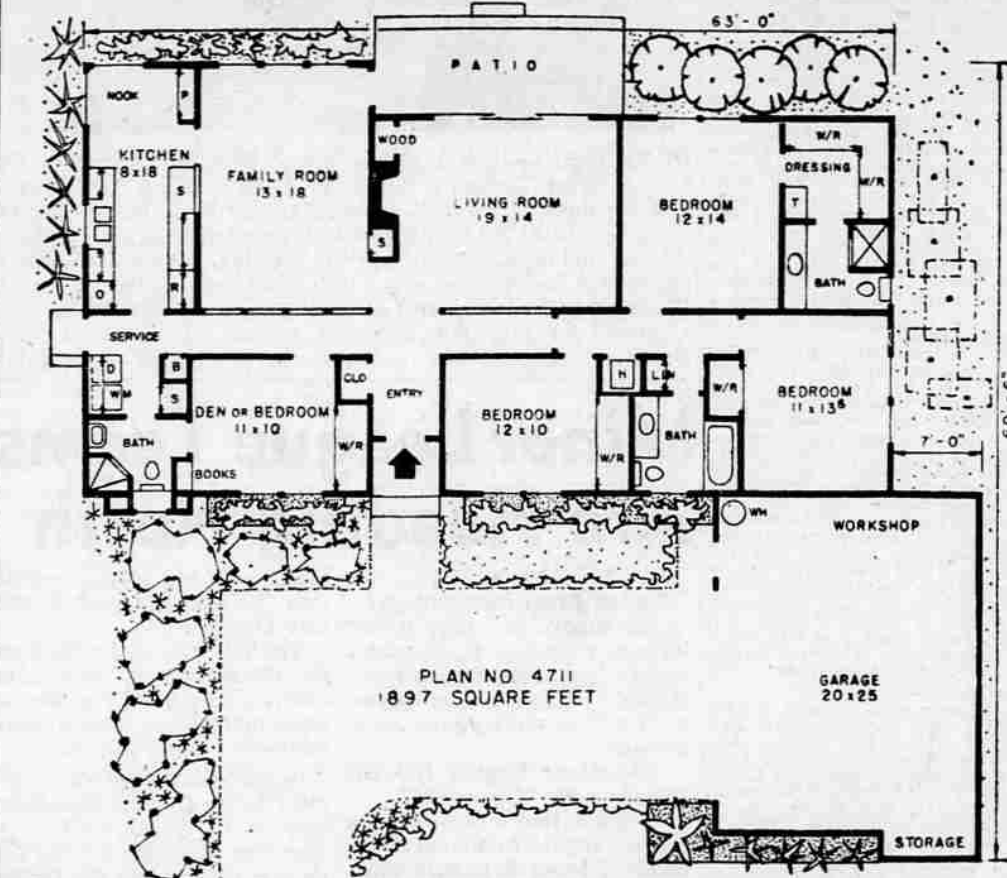 63'-0"
PATIO
NOOK
P
KITCHEN
8x18
S
R
O
FAMILY ROOM
13x18
WOOD
S
LIVING ROOM
19x14
BEDROOM
12x14
W/R
DRESSING
W/R
T
BATH
SERVICE
D
WM
B
S
BATH
DEN OR BEDROOM
11x10
BOOKS
CLO
W/R
ENTRY
BEDROOM
12x10
H
LIN
W/R
BATH
W/R
BEDROOM
11x13⁶
7'-0"
WH
WORKSHOP
PLAN NO. 4711
1897 SQUARE FEET
GARAGE
20x25
STORAGE